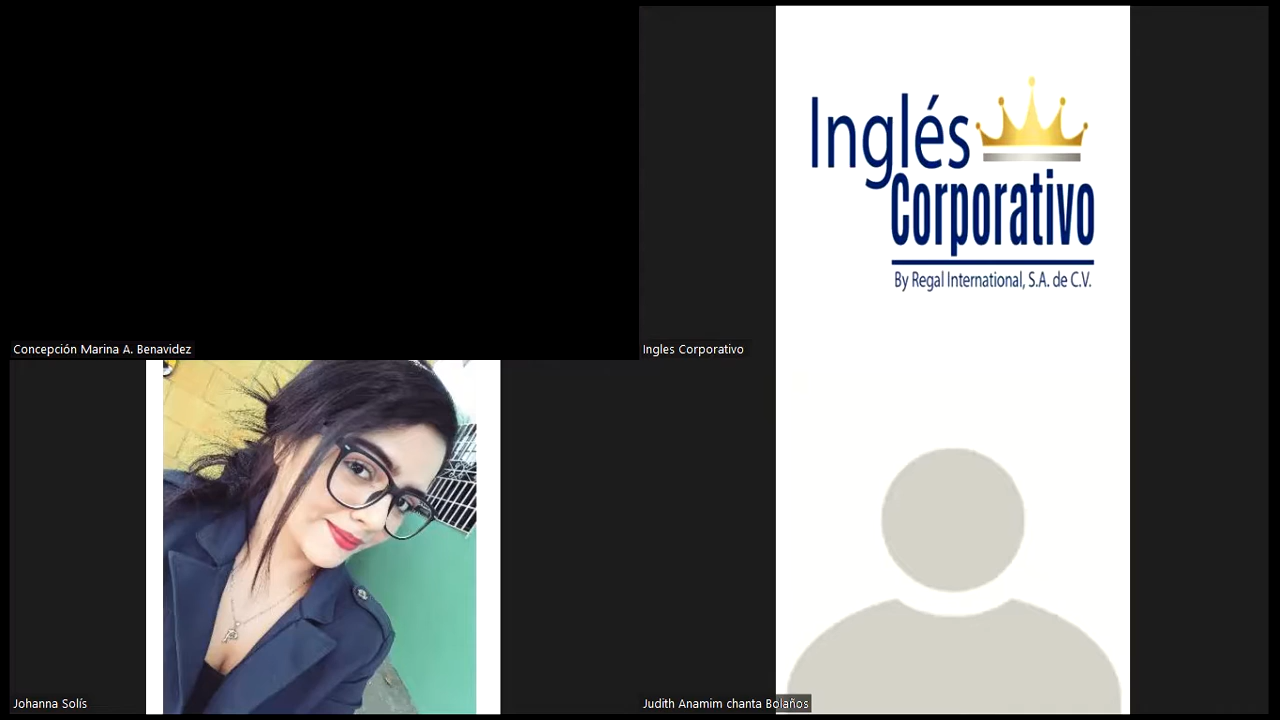 Inglés
Corporativo
By Regal International, S.A. de C.V.
Concepción Marina A. Benavidez
Ingles Corporativo
Johanna Solís
Judith Anamim chanta Bolaños